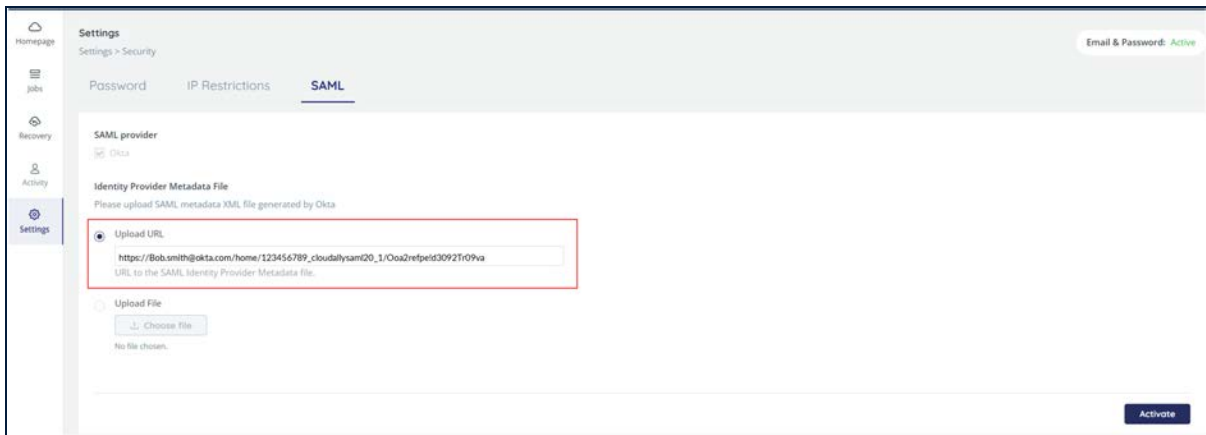 Homepage
Jobs
Recovery
Activity
Settings
Settings
Settings > Security
Email & Password: Active
Password IP Restrictions SAML
SAML provider
Okta
Identity Provider Metadata File
Please upload SAML metadata XML file generated by Okta
Upload URL
https://Bob.smith@okta.com/home/123456789_cloudallysaml20_1/Ooa2refpeld3092Tr09va
URL to the SAML Identity Provider Metadata file.
Upload File
Choose file
No file chosen.
Activate